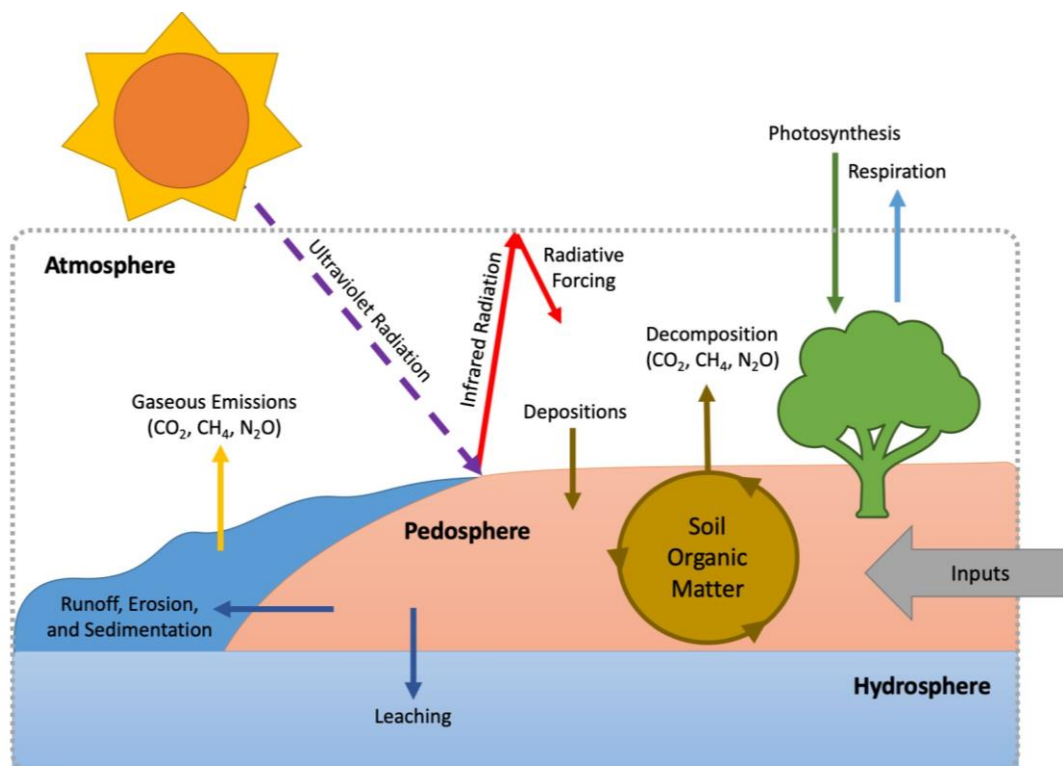 Photosynthesis
Respiration
Atmosphere
Ultraviolet Radiation
Infrared Radiation
Radiative
Forcing
Decomposition
(CO₂, CH₄, N₂O)
Gaseous Emissions
(CO₂, CH₄, N₂O)
Depositions
Pedosphere
Soil
Organic
Matter
Inputs
Runoff, Erosion,
and Sedimentation
Hydrosphere
Leaching